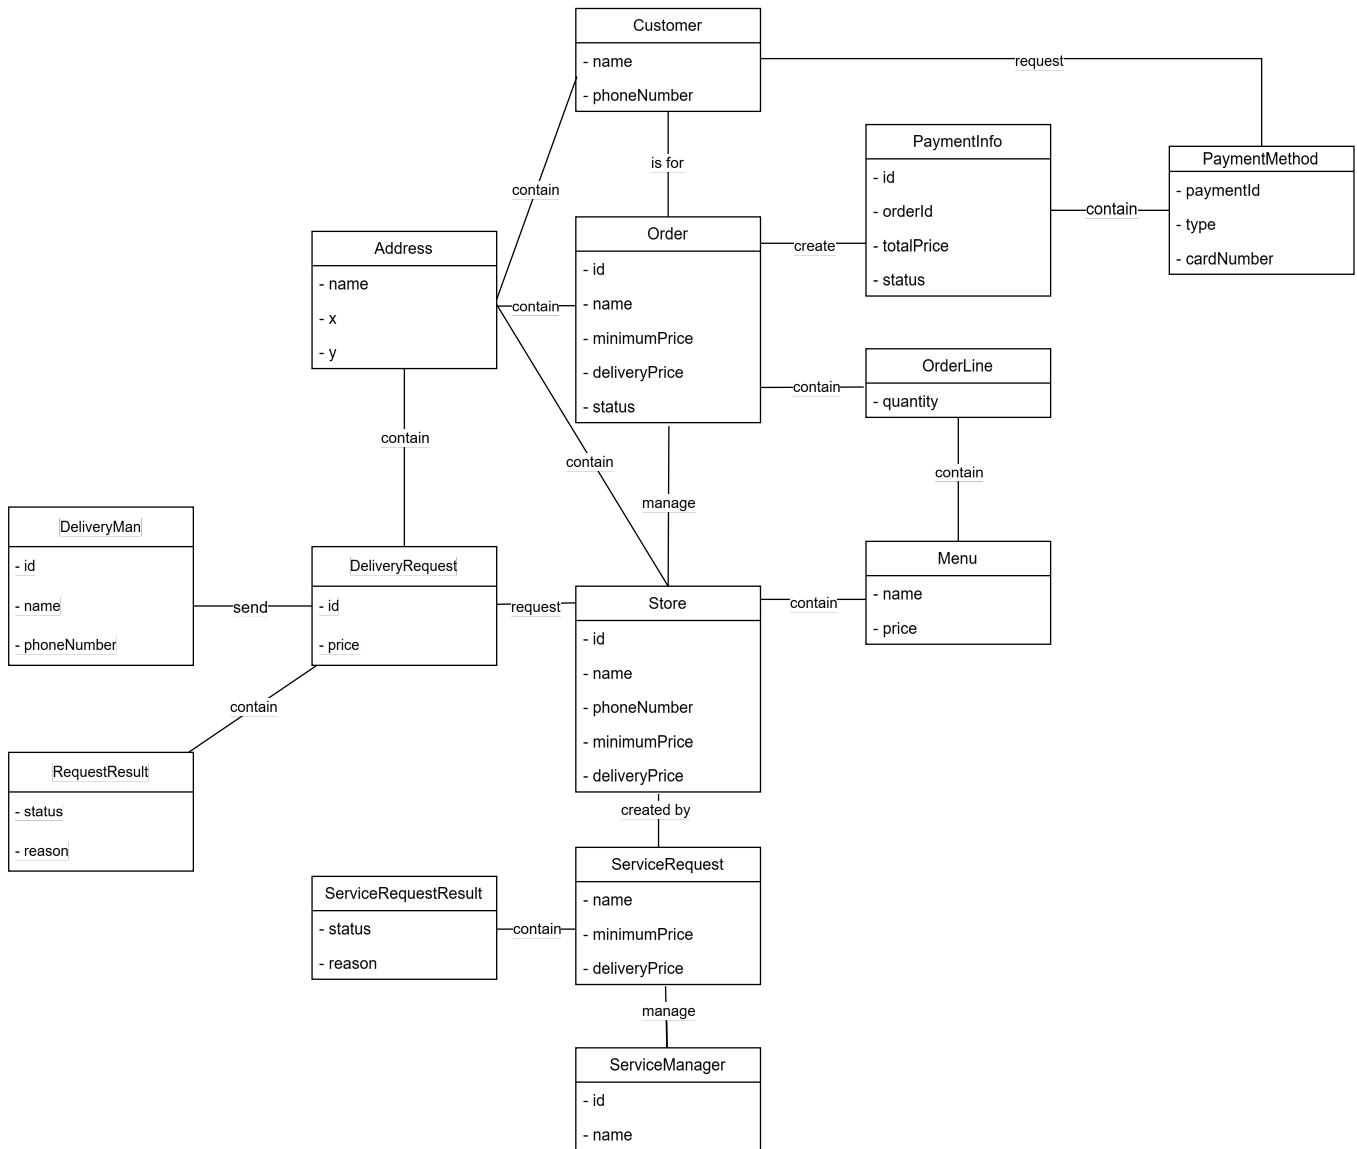 Customer
- name
- phoneNumber
request
is for
contain
PaymentInfo
- id
- orderId
- totalPrice
- status
contain
PaymentMethod
- paymentId
- type
- cardNumber
Address
- name
- x
- y
contain
Order
- id
- name
- minimumPrice
- deliveryPrice
- status
create
contain
OrderLine
- quantity
contain
contain
contain
manage
DeliveryMan
- id
- name
- phoneNumber
send
DeliveryRequest
- id
- price
request
Store
- id
- name
- phoneNumber
- minimumPrice
- deliveryPrice
contain
Menu
- name
- price
contain
RequestResult
- status
- reason
created by
ServiceRequestResult
- status
- reason
contain
ServiceRequest
- name
- minimumPrice
- deliveryPrice
manage
ServiceManager
- id
- name